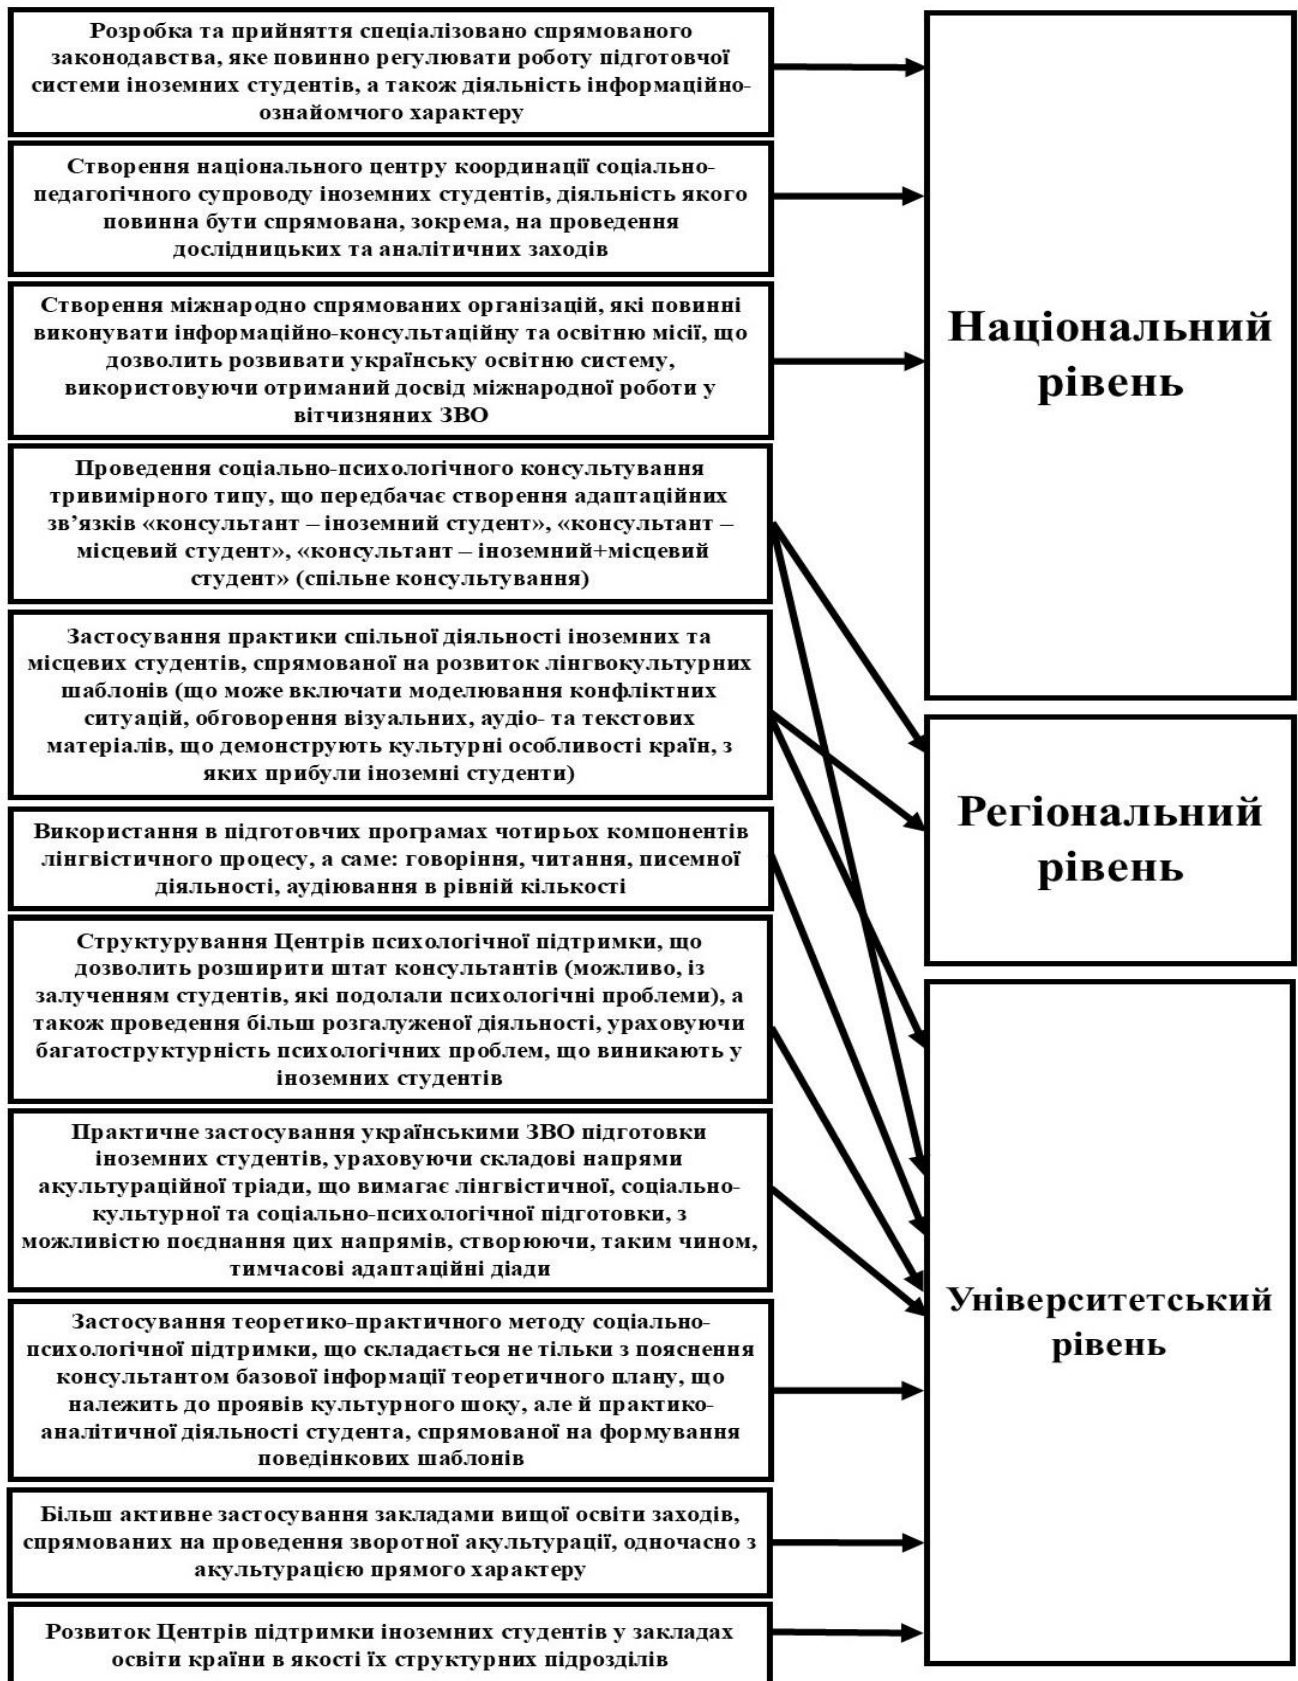 Розробка та прийняття спеціалізовано спрямованого
законодавства, яке повинно регулювати роботу підготовчої
системи іноземних студентів, а також діяльність інформаційно-
ознайомчого характеру
Створення національного центру координації соціально-
педагогічного супроводу іноземних студентів, діяльність якого
повинна бути спрямована, зокрема, на проведення
дослідницьких та аналітичних заходів
Створення міжнародно спрямованих організацій, які повинні
виконувати інформаційно-консультаційну та освітню місії, що
дозволить розвивати українську освітню систему,
використовуючи отриманий досвід міжнародної роботи у
вітчизняних ЗВО
Проведення соціально-психологічного консультування
тривимірного типу, що передбачає створення адаптаційних
зв’язків «консультант – іноземний студент», «консультант –
місцевий студент», «консультант – іноземний+місцевий
студент» (спільне консультування)
Застосування практики спільної діяльності іноземних та
місцевих студентів, спрямованої на розвиток лінгвокультурних
шаблонів (що може включати моделювання конфліктних
ситуацій, обговорення візуальних, аудіо- та текстових
матеріалів, що демонструють культурні особливості країн, з
яких прибули іноземні студенти)
Використання в підготовчих програмах чотирьох компонентів
лінгвістичного процесу, а саме: говоріння, читання, писемної
діяльності, аудіювання в рівній кількості
Структурування Центрів психологічної підтримки, що
дозволить розширити штат консультантів (можливо, із
залученням студентів, які подолали психологічні проблеми), а
також проведення більш розгалуженої діяльності, ураховуючи
багатоструктурність психологічних проблем, що виникають у
іноземних студентів
Практичне застосування українськими ЗВО підготовки
іноземних студентів, ураховуючи складові напрями
акультураційної тріади, що вимагає лінгвістичної, соціально-
культурної та соціально-психологічної підготовки, з
можливістю поєднання цих напрямів, створюючи, таким чином,
тимчасові адаптаційні діади
Застосування теоретико-практичного методу соціально-
психологічної підтримки, що складається не тільки з пояснення
консультантом базової інформації теоретичного плану, що
належить до проявів культурного шоку, але й практико-
аналітичної діяльності студента, спрямованої на формування
поведінкових шаблонів
Більш активне застосування закладами вищої освіти заходів,
спрямованих на проведення зворотної акультурації, одночасно з
акультурацією прямого характеру
Розвиток Центрів підтримки іноземних студентів у закладах
освіти країни в якості їх структурних підрозділів
Національний
рівень
Регіональний
рівень
Університетський
рівень